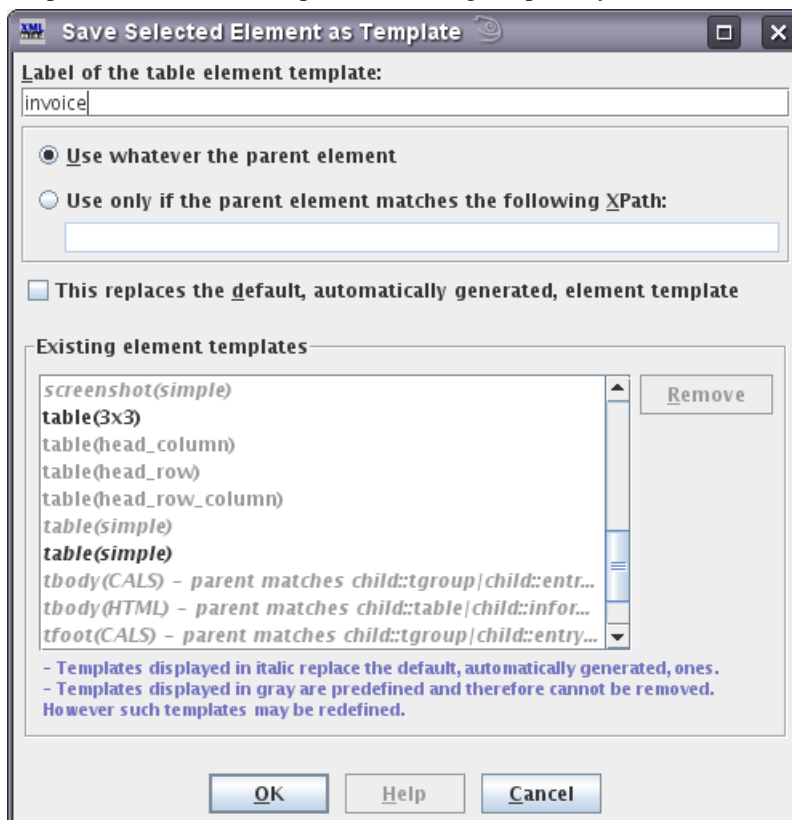 Save Selected Element as Template
Label of the table element template:
invoice
Use whatever the parent element
Use only if the parent element matches the following XPath:
This replaces the default, automatically generated, element template
Existing element templates
screenshot(simple)
Remove
table(3x3)
table(head_column)
table(head_row)
table(head_row_column)
table(simple)
table(simple)
tbody(CALS) – parent matches child::tgroup|child::entr...
tbody(HTML) – parent matches child::table|child::infor...
tfoot(CALS) – parent matches child::tgroup|child::entry...
– Templates displayed in italic replace the default, automatically generated, ones.
– Templates displayed in gray are predefined and therefore cannot be removed.
However such templates may be redefined.
OK Help Cancel